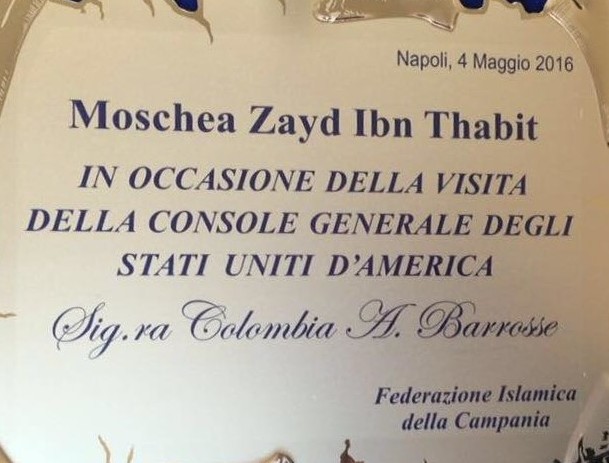 Napoli, 4 Maggio 2016
Moschea Zayd Ibn Thabit
IN OCCASIONE DELLA VISITA
DELLA CONSOLE GENERALE DEGLI
STATI UNITI D'AMERICA
Sig.ra Colombia A. Barrosse
Federazione Islamica
della Campania